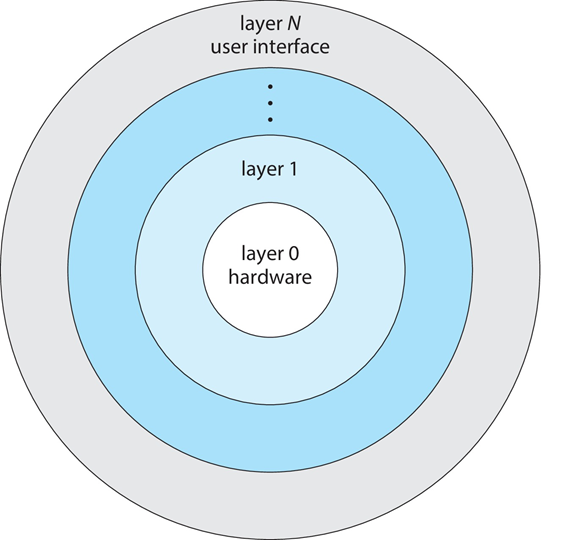 layer N
user interface
layer 1
layer 0
hardware